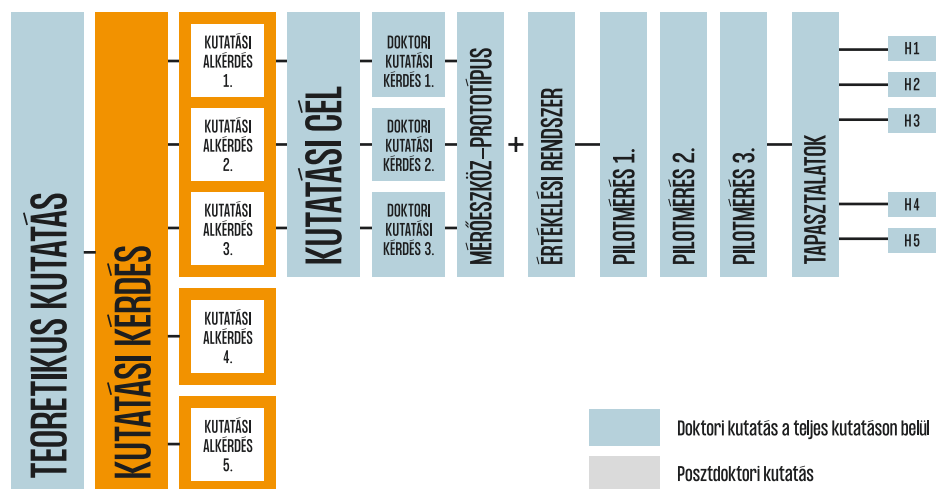 TEORETIKUS KUTATÁS
KUTATÁSI KÉRDÉS
KUTATÁSI
ALKÉRDÉS
1.
KUTATÁSI
ALKÉRDÉS
2.
KUTATÁSI
ALKÉRDÉS
3.
KUTATÁSI
ALKÉRDÉS
4.
KUTATÁSI
ALKÉRDÉS
5.
KUTATÁSI CÉL
DOKTORI
KUTATÁSI
KÉRDÉS 1.
DOKTORI
KUTATÁSI
KÉRDÉS 2.
DOKTORI
KUTATÁSI
KÉRDÉS 3.
MÉRŐESZKÖZ–PROTOTÍPUS
+
ÉRTÉKELÉSI RENDSZER
PILOTMÉRÉS 1.
PILOTMÉRÉS 2.
PILOTMÉRÉS 3.
TAPASZTALATOK
H1
H2
H3
H4
H5
Doktori kutatás a teljes kutatáson belül
Posztdoktori kutatás